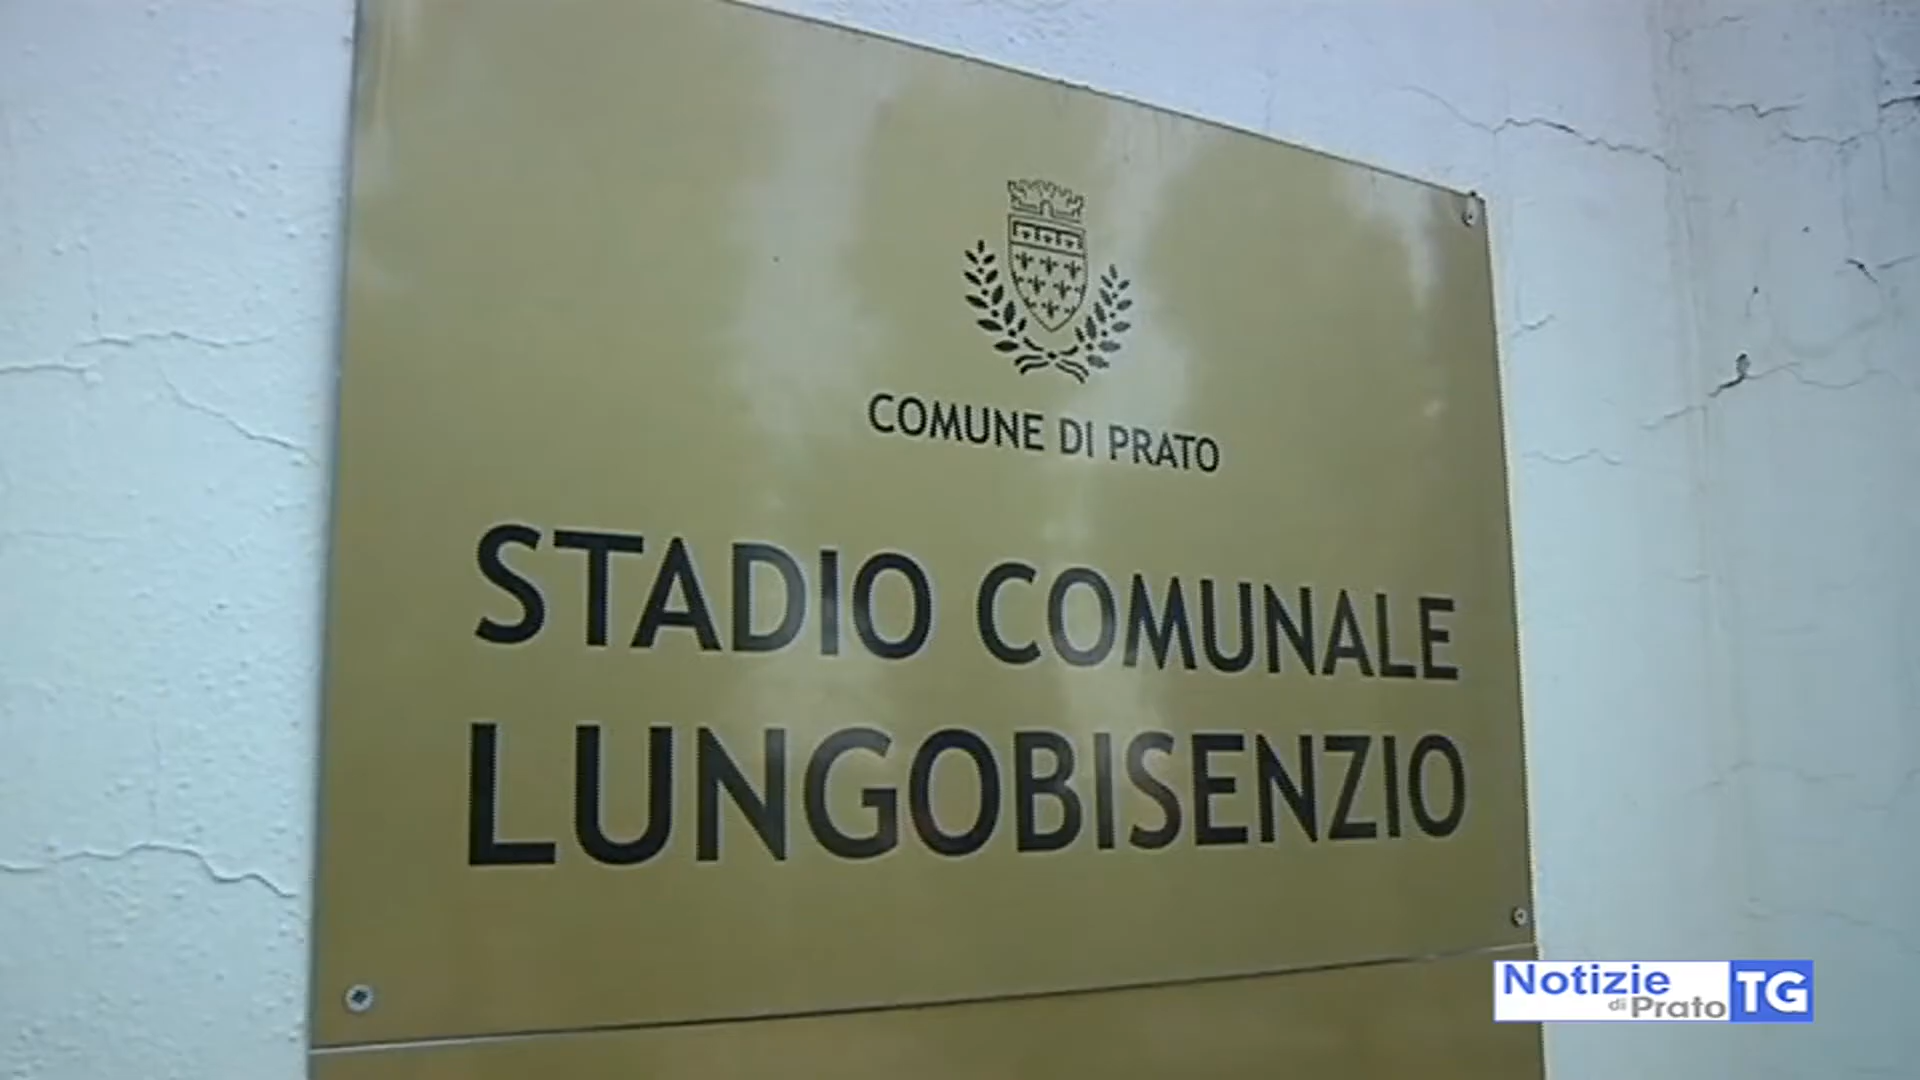 COMUNE DI PRATO
STADIO COMUNALE
LUNGOBISENZIO
Notizie
di Prato TG